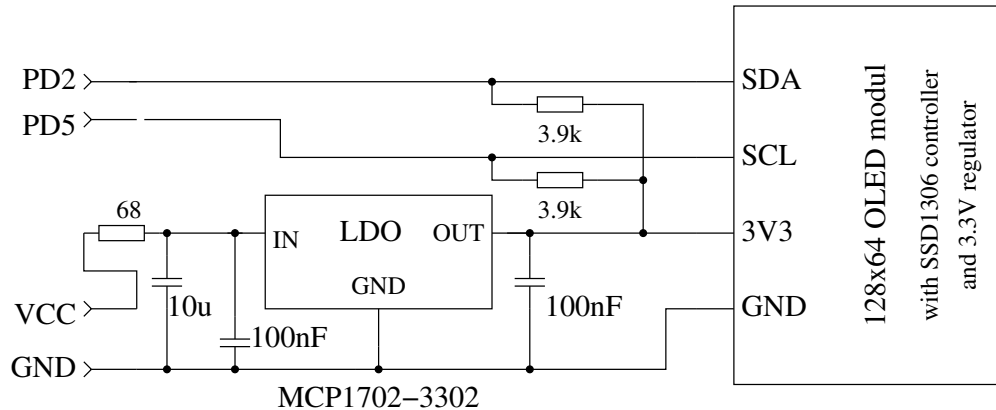 PD2
SDA
PD5
3.9k
SCL
68
3.9k
IN
LDO
OUT
3V3
GND
VCC
10u
100nF
100nF
GND
GND
MCP1702−3302
128x64 OLED modul
with SSD1306 controller
and 3.3V regulator